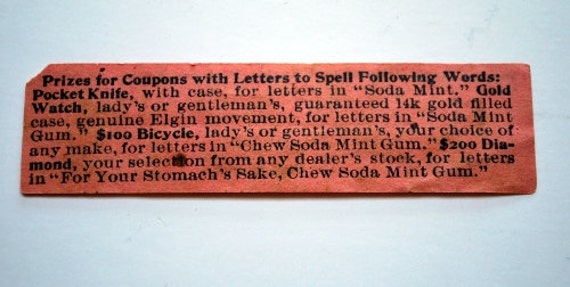 Prizes for Coupons with Letters to Spell Following Words:
Pocket Knife, with case, for letters in "Soda Mint." Gold
Watch, lady's or gentleman's, guaranteed 14k gold filled
case, genuine Elgin movement, for letters in "Soda Mint
Gum." $100 Bicycle, lady's or gentleman's, your choice of
any make, for letters in "Chew Soda Mint Gum." $200 Dia-
mond, your selection from any dealer's stock, for letters
in "For Your Stomach's Sake, Chew Soda Mint Gum."